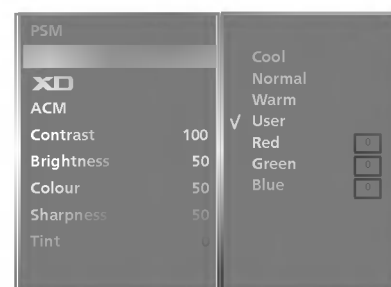 PSM
XD
ACM
Contrast 100
Brightness 50
Colour 50
Sharpness 50
Tint 0
Cool
Normal
Warm
√ User
Red 0
Green 0
Blue 0